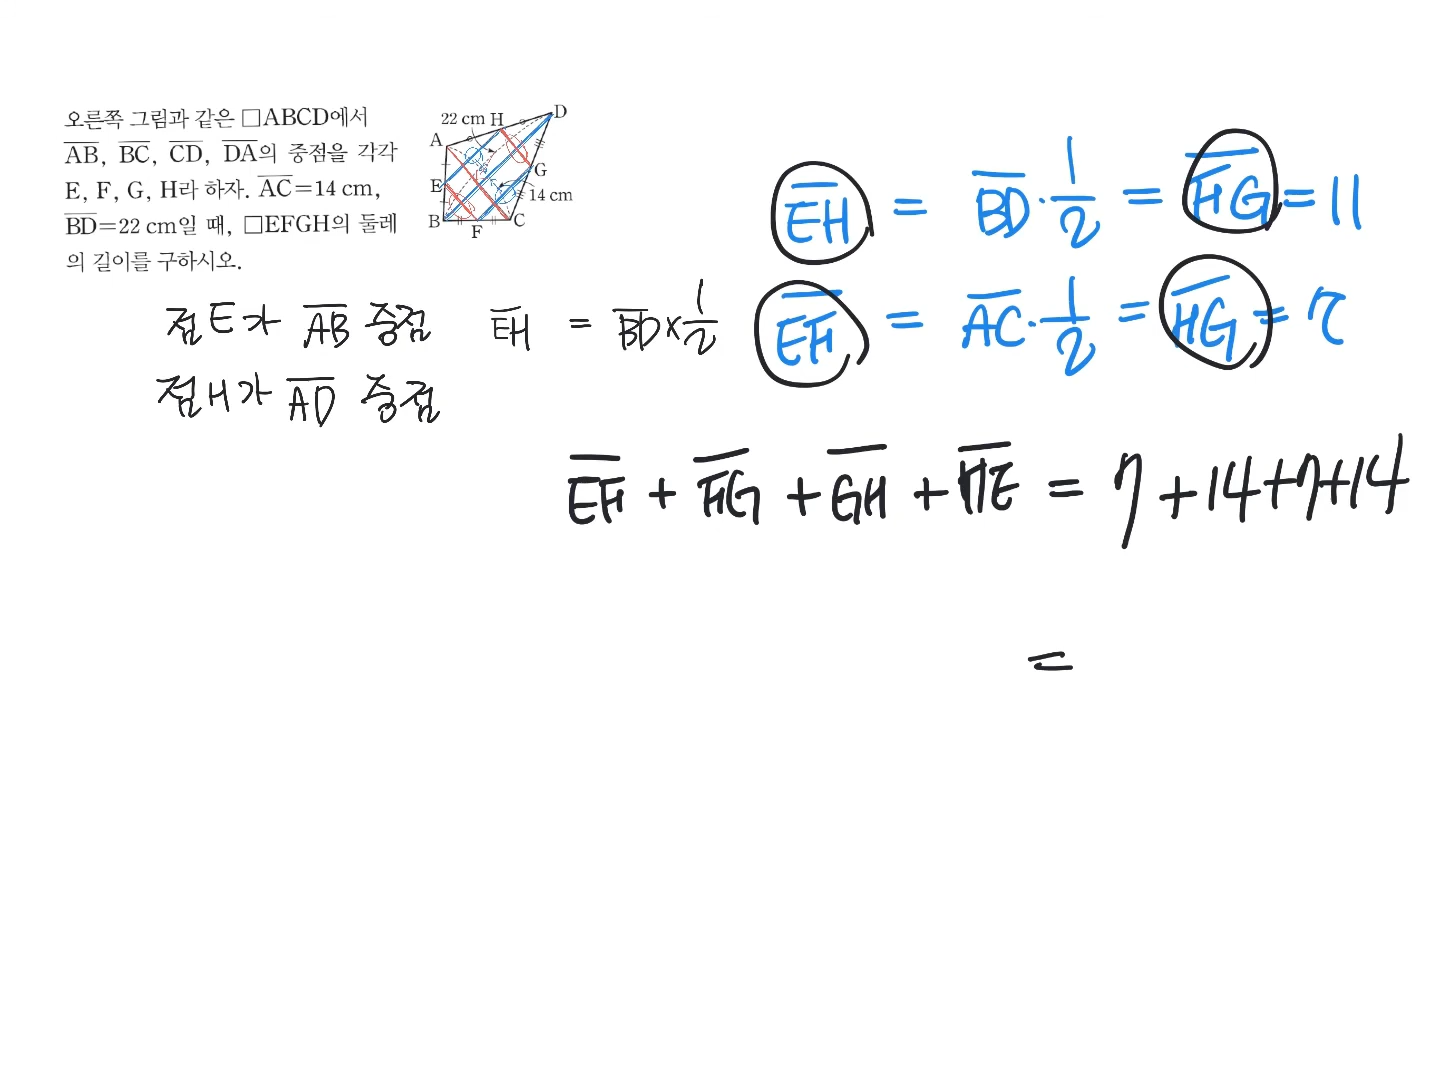 오른쪽 그림과 같은 □ABCD에서
AB, BC, CD, DA의 중점을 각각
E, F, G, H라 하자. AC=14 cm,
BD=22 cm일 때, □EFGH의 둘레
의 길이를 구하시오.
22 cm H D
A
E G
14 cm
B F C
점E가 AB 중점 EH = BD×1/2
점H가 AD 중점
EH = BD·1/2 = FG = 11
EF = AC·1/2 = HG = 7
EF + FG + GH + HE = 7+14+7+14
=